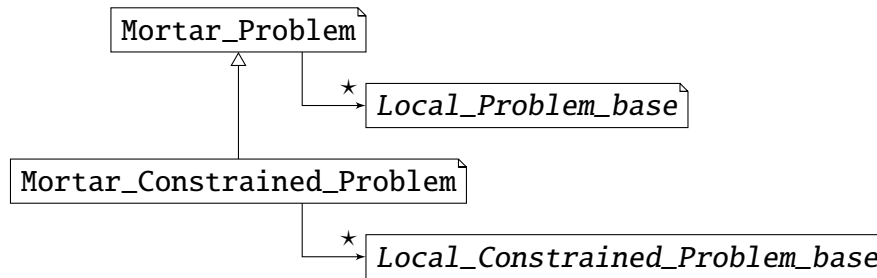 Mortar_Problem
★
Local_Problem_base
Mortar_Constrained_Problem
★
Local_Constrained_Problem_base